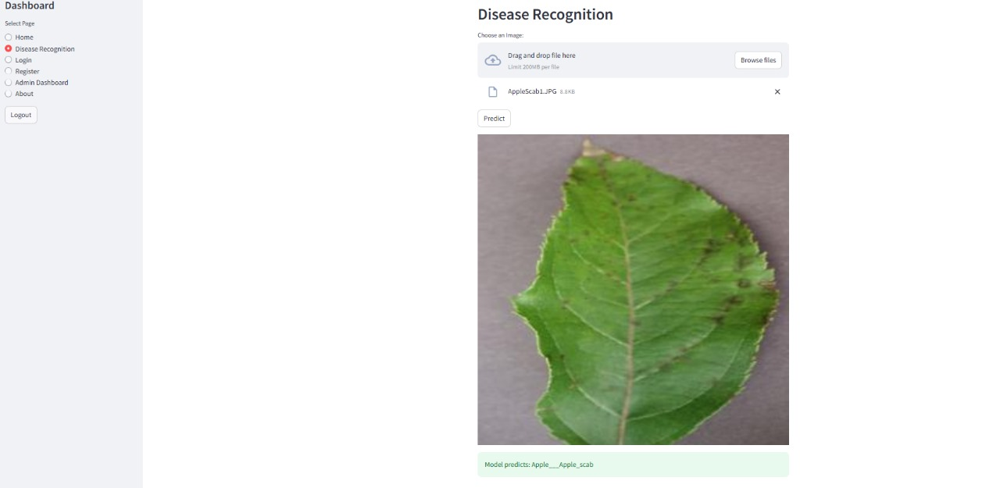 Dashboard
Select Page
Home
Disease Recognition
Login
Register
Admin Dashboard
About
Logout
Disease Recognition
Choose an Image:
Drag and drop file here
Limit 200MB per file
Browse files
AppleScab1.JPG 8.8KB
Predict
Model predicts: Apple___Apple_scab